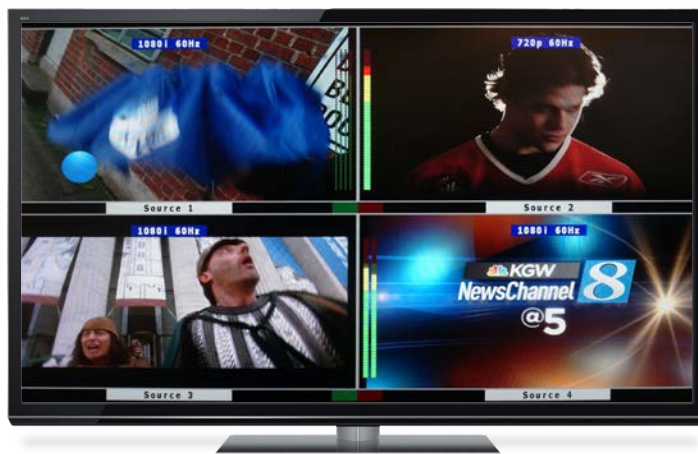 1080i 60Hz
720p 60Hz
Source 1
Source 2
1080i 60Hz
1080i 60Hz
KGW
NewsChannel 8
@5
Source 3
Source 4